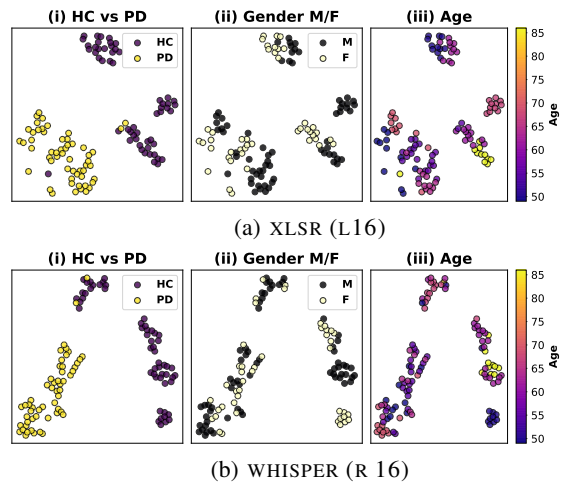 (i) HC vs PD (ii) Gender M/F (iii) Age
HC
PD
M
F
85
80
75
70
65
60
55
50
Age
(a) XLSR (L16)
(i) HC vs PD (ii) Gender M/F (iii) Age
HC
PD
M
F
85
80
75
70
65
60
55
50
Age
(b) WHISPER (R 16)